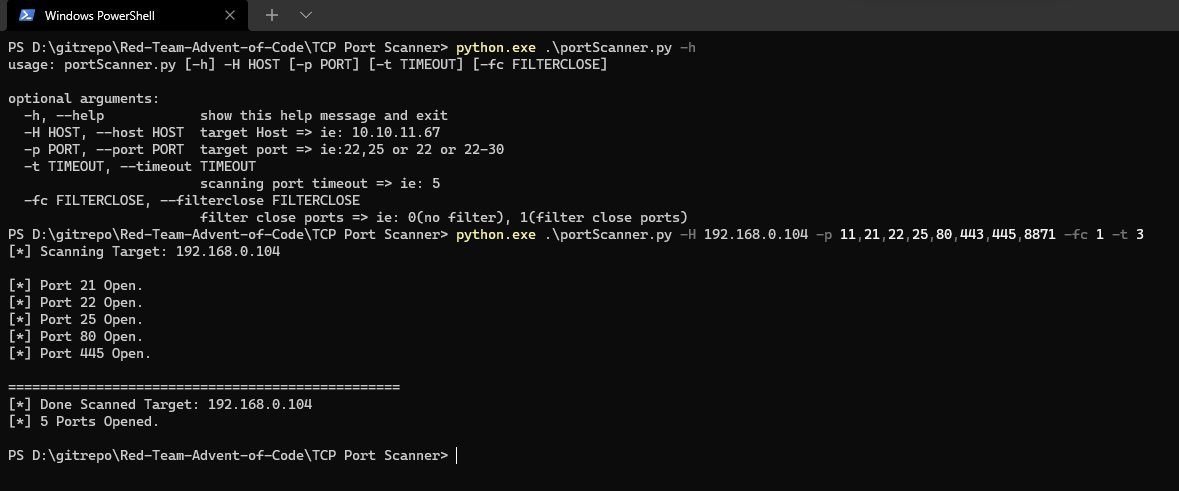 Windows PowerShell
PS D:\gitrepo\Red-Team-Advent-of-Code\TCP Port Scanner> python.exe .\portScanner.py -h
usage: portScanner.py [-h] -H HOST [-p PORT] [-t TIMEOUT] [-fc FILTERCLOSE]
optional arguments:
  -h, --help            show this help message and exit
  -H HOST, --host HOST  target Host => ie: 10.10.11.67
  -p PORT, --port PORT  target port => ie:22,25 or 22 or 22-30
  -t TIMEOUT, --timeout TIMEOUT
                        scanning port timeout => ie: 5
  -fc FILTERCLOSE, --filterclose FILTERCLOSE
                        filter close ports => ie: 0(no filter), 1(filter close ports)
PS D:\gitrepo\Red-Team-Advent-of-Code\TCP Port Scanner> python.exe .\portScanner.py -H 192.168.0.104 -p 11,21,22,25,80,443,445,8871 -fc 1 -t 3
[*] Scanning Target: 192.168.0.104
[*] Port 21 Open.
[*] Port 22 Open.
[*] Port 25 Open.
[*] Port 80 Open.
[*] Port 445 Open.
=================================================
[*] Done Scanned Target: 192.168.0.104
[*] 5 Ports Opened.
PS D:\gitrepo\Red-Team-Advent-of-Code\TCP Port Scanner>